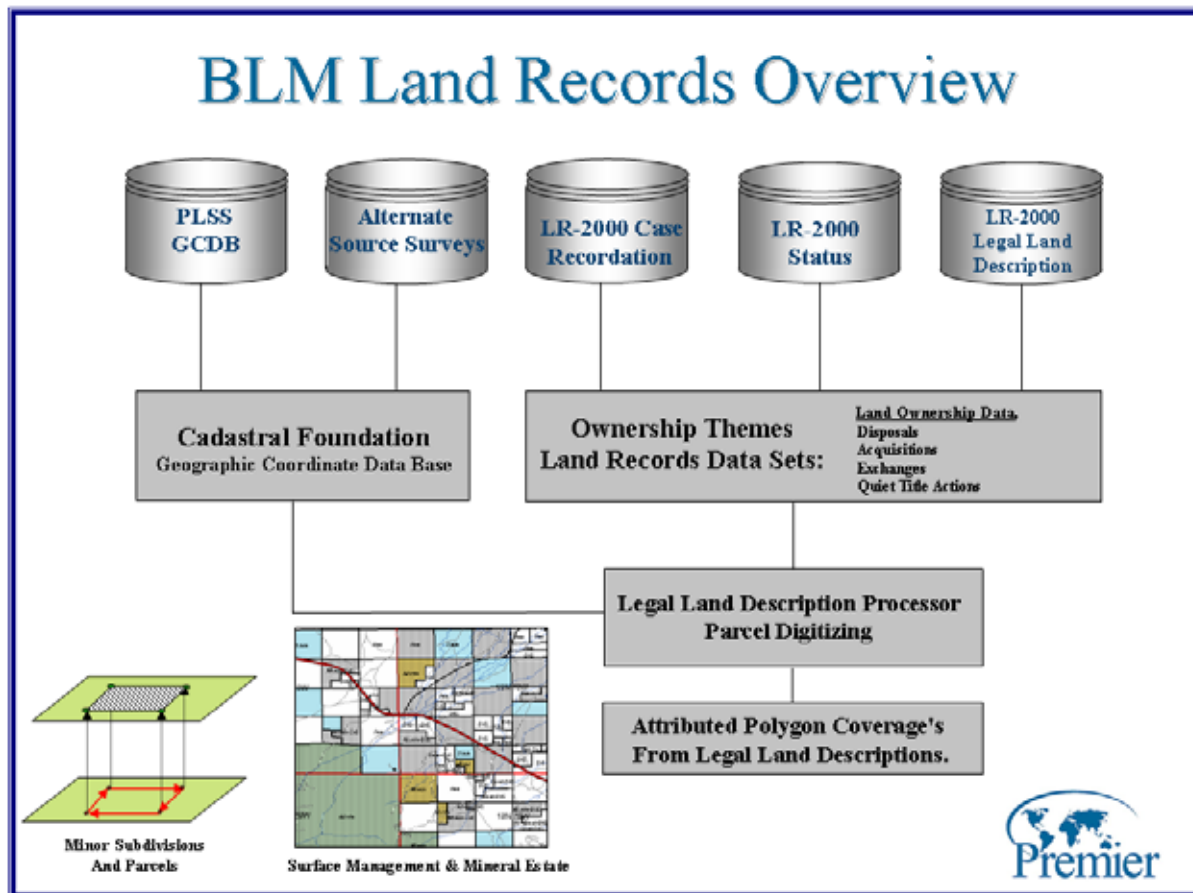 BLM Land Records Overview
PLSS
GCDB
Alternate
Source Surveys
LR-2000 Case
Recordation
LR-2000
Status
LR-2000
Legal Land
Description
Cadastral Foundation
Geographic Coordinate Data Base
Ownership Themes
Land Records Data Sets:
Land Ownership Data.
Disposals
Acquisitions
Exchanges
Quiet Title Actions
Legal Land Description Processor
Parcel Digitizing
Attributed Polygon Coverage's
From Legal Land Descriptions.
Minor Subdivisions
And Parcels
Surface Management & Mineral Estate
Premier